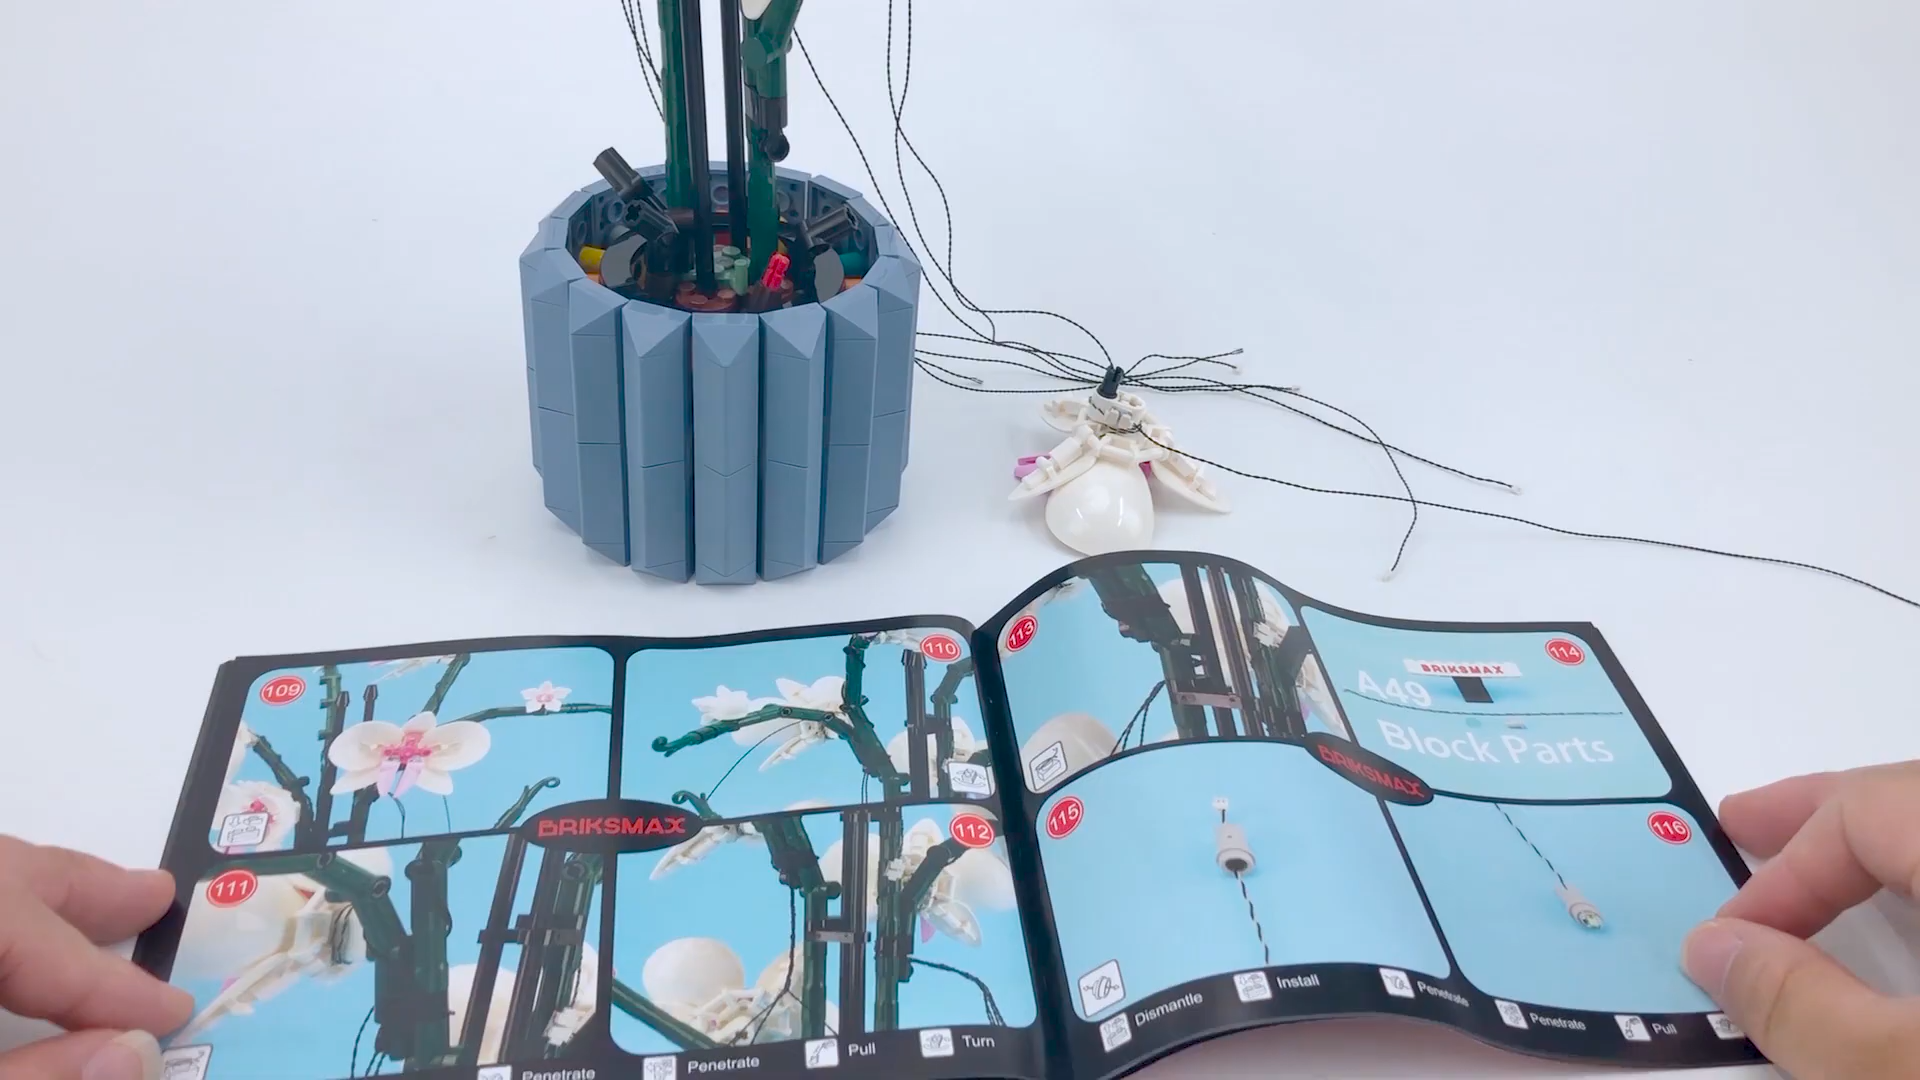 109
110
BRIKSMAX
111
112
Penetrate
Penetrate
Pull
Turn
113
114
BRIKSMAX
A49
Block Parts
BRIKSMAX
115
116
Dismantle
Install
Penetrate
Penetrate
Pull